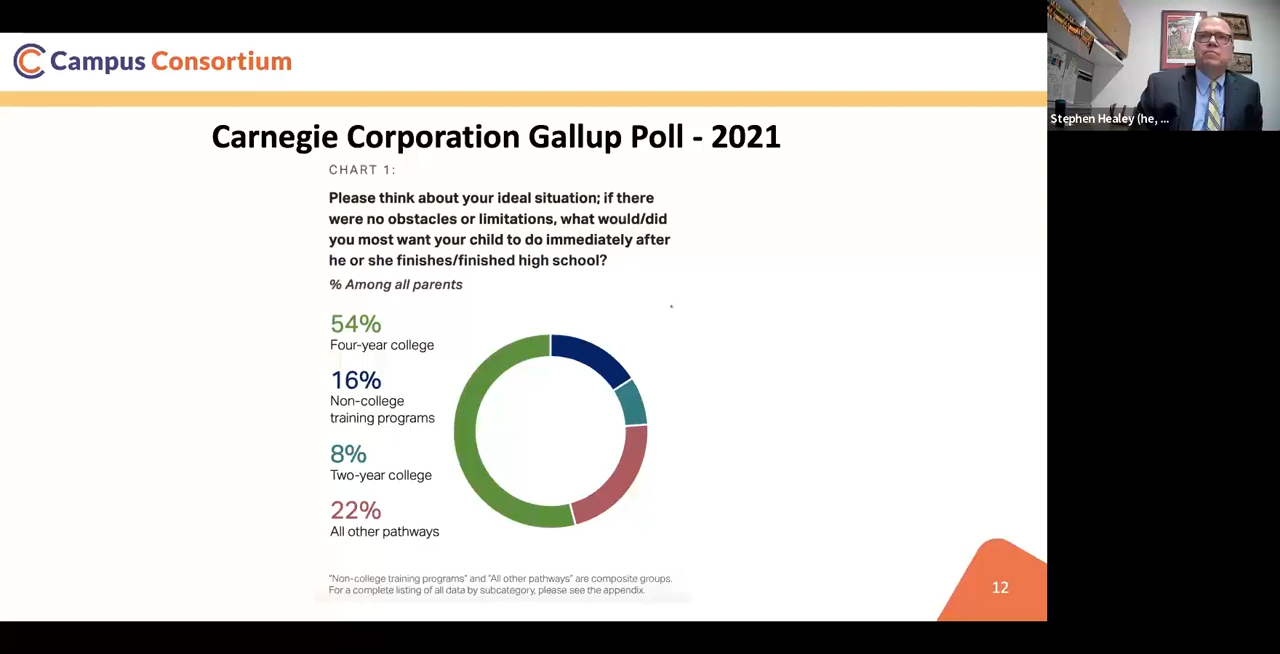 Campus Consortium
Stephen Healey (he, ...
Carnegie Corporation Gallup Poll - 2021
CHART 1:
Please think about your ideal situation; if there
were no obstacles or limitations, what would/did
you most want your child to do immediately after
he or she finishes/finished high school?
% Among all parents
54%
Four-year college
16%
Non-college
training programs
8%
Two-year college
22%
All other pathways
"Non-college training programs" and "All other pathways" are composite groups.
For a complete listing of all data by subcategory, please see the appendix.
12